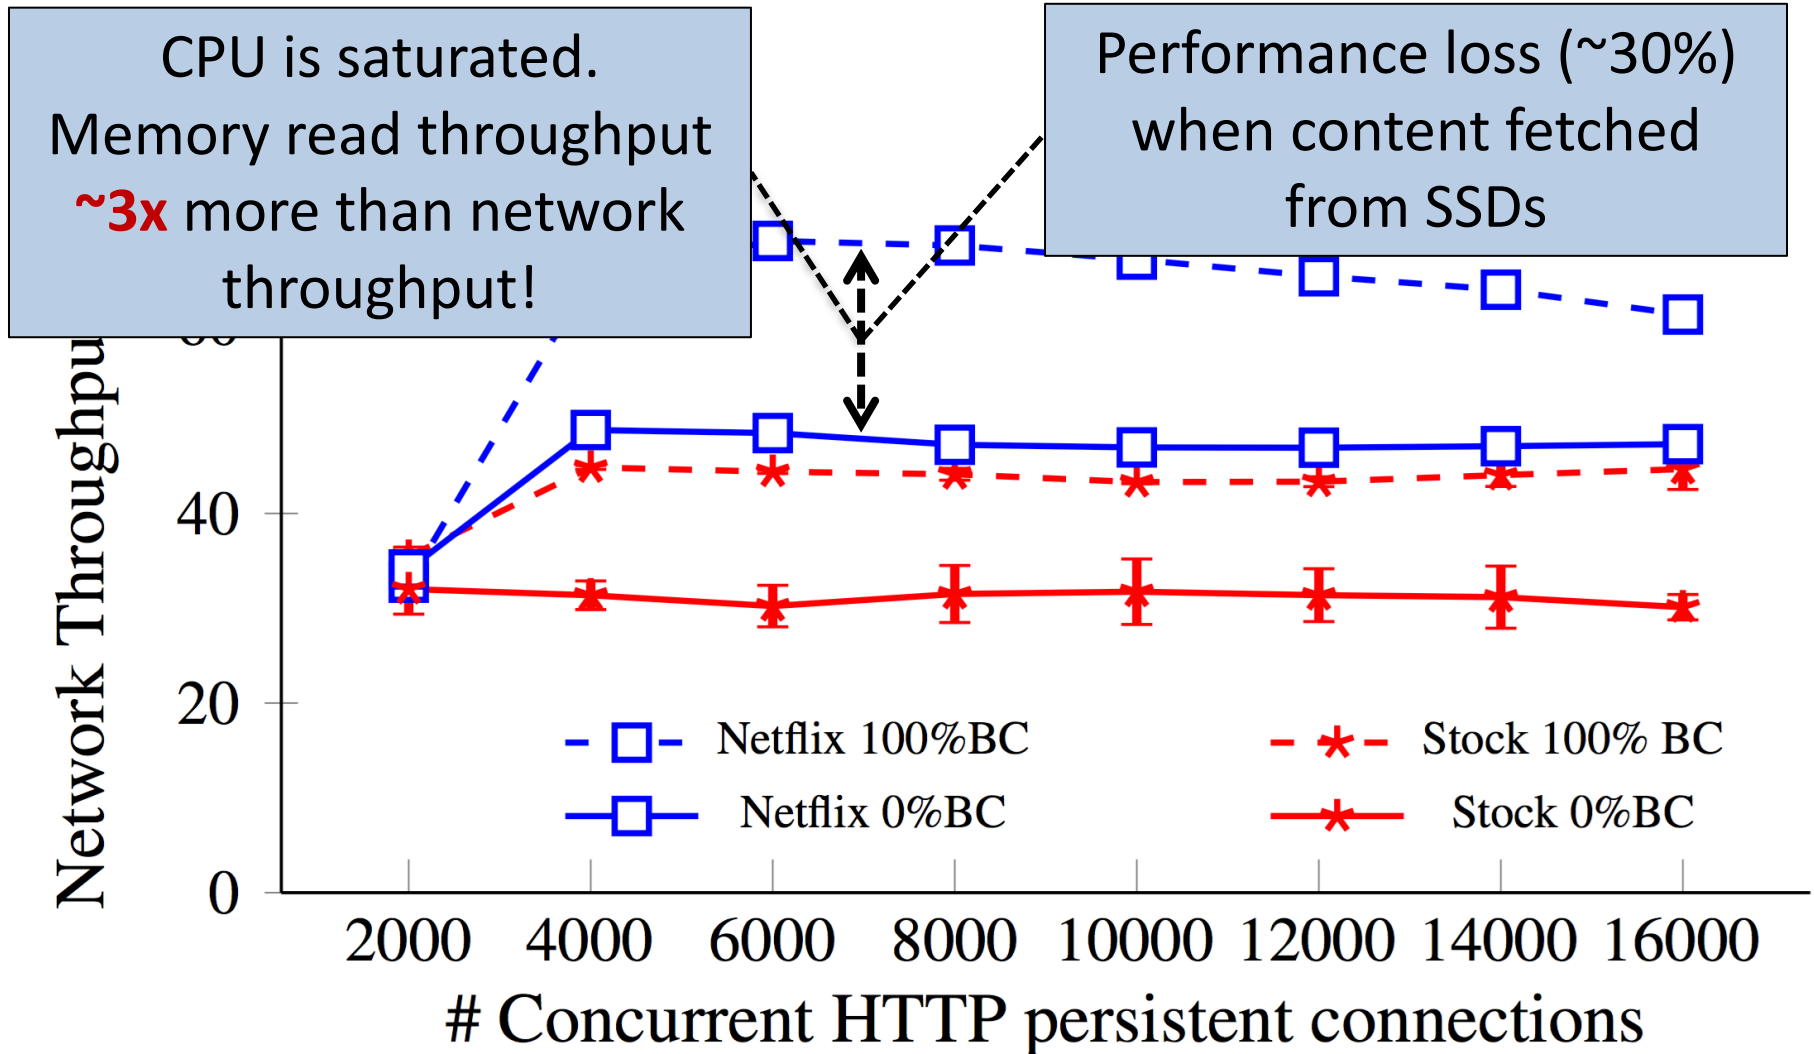 CPU is saturated.
Memory read throughput
~3x more than network
throughput!
Performance loss (~30%)
when content fetched
from SSDs
Network
40
20
0
Netflix 100%BC
Stock 100% BC
Netflix 0%BC
Stock 0%BC
2000 4000 6000 8000 10000 12000 14000 16000
# Concurrent HTTP persistent connections